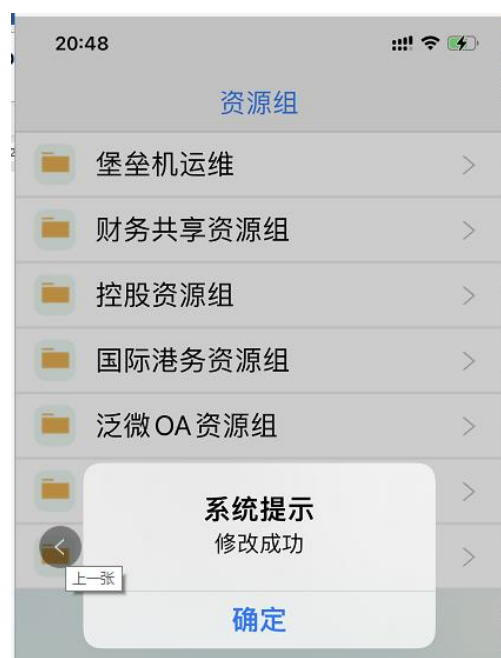 20:48
资源组
堡垒机运维
财务共享资源组
控股资源组
国际港务资源组
泛微OA资源组
系统提示
修改成功
上一张
确定